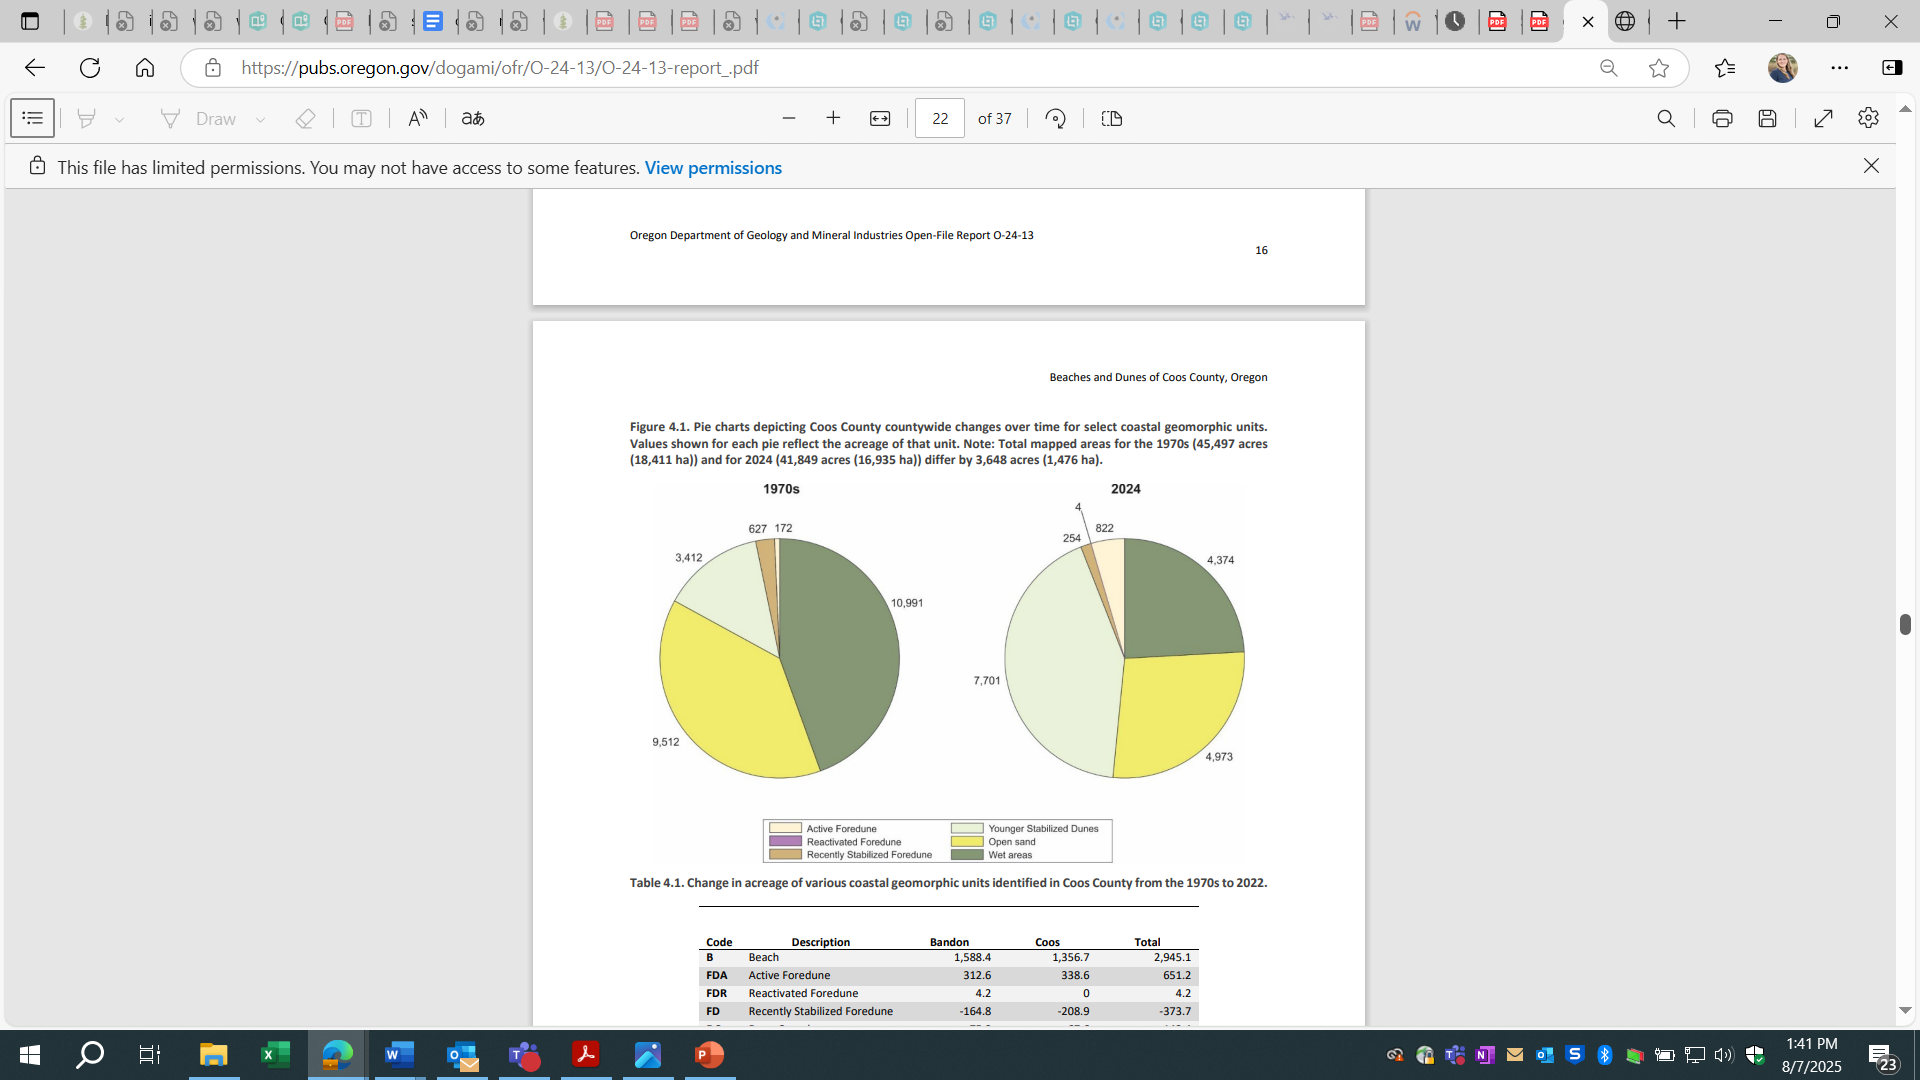 https://pubs.oregon.gov/dogami/ofr/O-24-13/O-24-13-report_.pdf
Draw
22 of 37
This file has limited permissions. You may not have access to some features. View permissions
Oregon Department of Geology and Mineral Industries Open-File Report O-24-13
16
Beaches and Dunes of Coos County, Oregon
Figure 4.1. Pie charts depicting Coos County countywide changes over time for select coastal geomorphic units.
Values shown for each pie reflect the acreage of that unit. Note: Total mapped areas for the 1970s (45,497 acres
(18,411 ha)) and for 2024 (41,849 acres (16,935 ha)) differ by 3,648 acres (1,476 ha).
1970s
627 172
3,412
10,991
9,512
2024
4
822
254
4,374
7,701
4,973
Active Foredune
Reactivated Foredune
Recently Stabilized Foredune
Younger Stabilized Dunes
Open sand
Wet areas
Table 4.1. Change in acreage of various coastal geomorphic units identified in Coos County from the 1970s to 2022.
Code Description Bandon Coos Total
B Beach 1,588.4 1,356.7 2,945.1
FDA Active Foredune 312.6 338.6 651.2
FDR Reactivated Foredune 4.2 0 4.2
FD Recently Stabilized Foredune -164.8 -208.9 -373.7
1:41 PM
8/7/2025
23